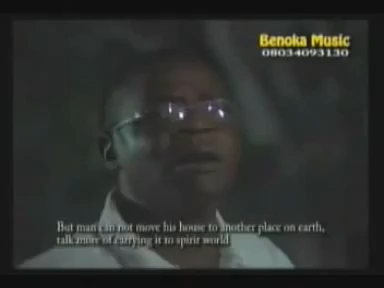 Benoka Music
08034093130
But man can not move his house to another place on earth,
talk more of carrying it to spirit world